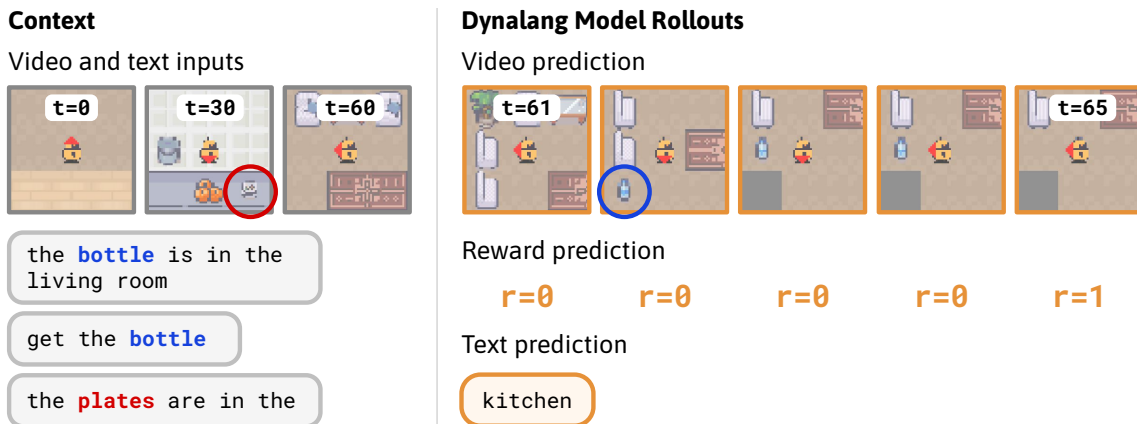 Context
Video and text inputs
t=0
t=30
t=60
the bottle is in the
living room
get the bottle
the plates are in the
Dynalang Model Rollouts
Video prediction
t=61
t=65
Reward prediction
r=0 r=0 r=0 r=0 r=1
Text prediction
kitchen